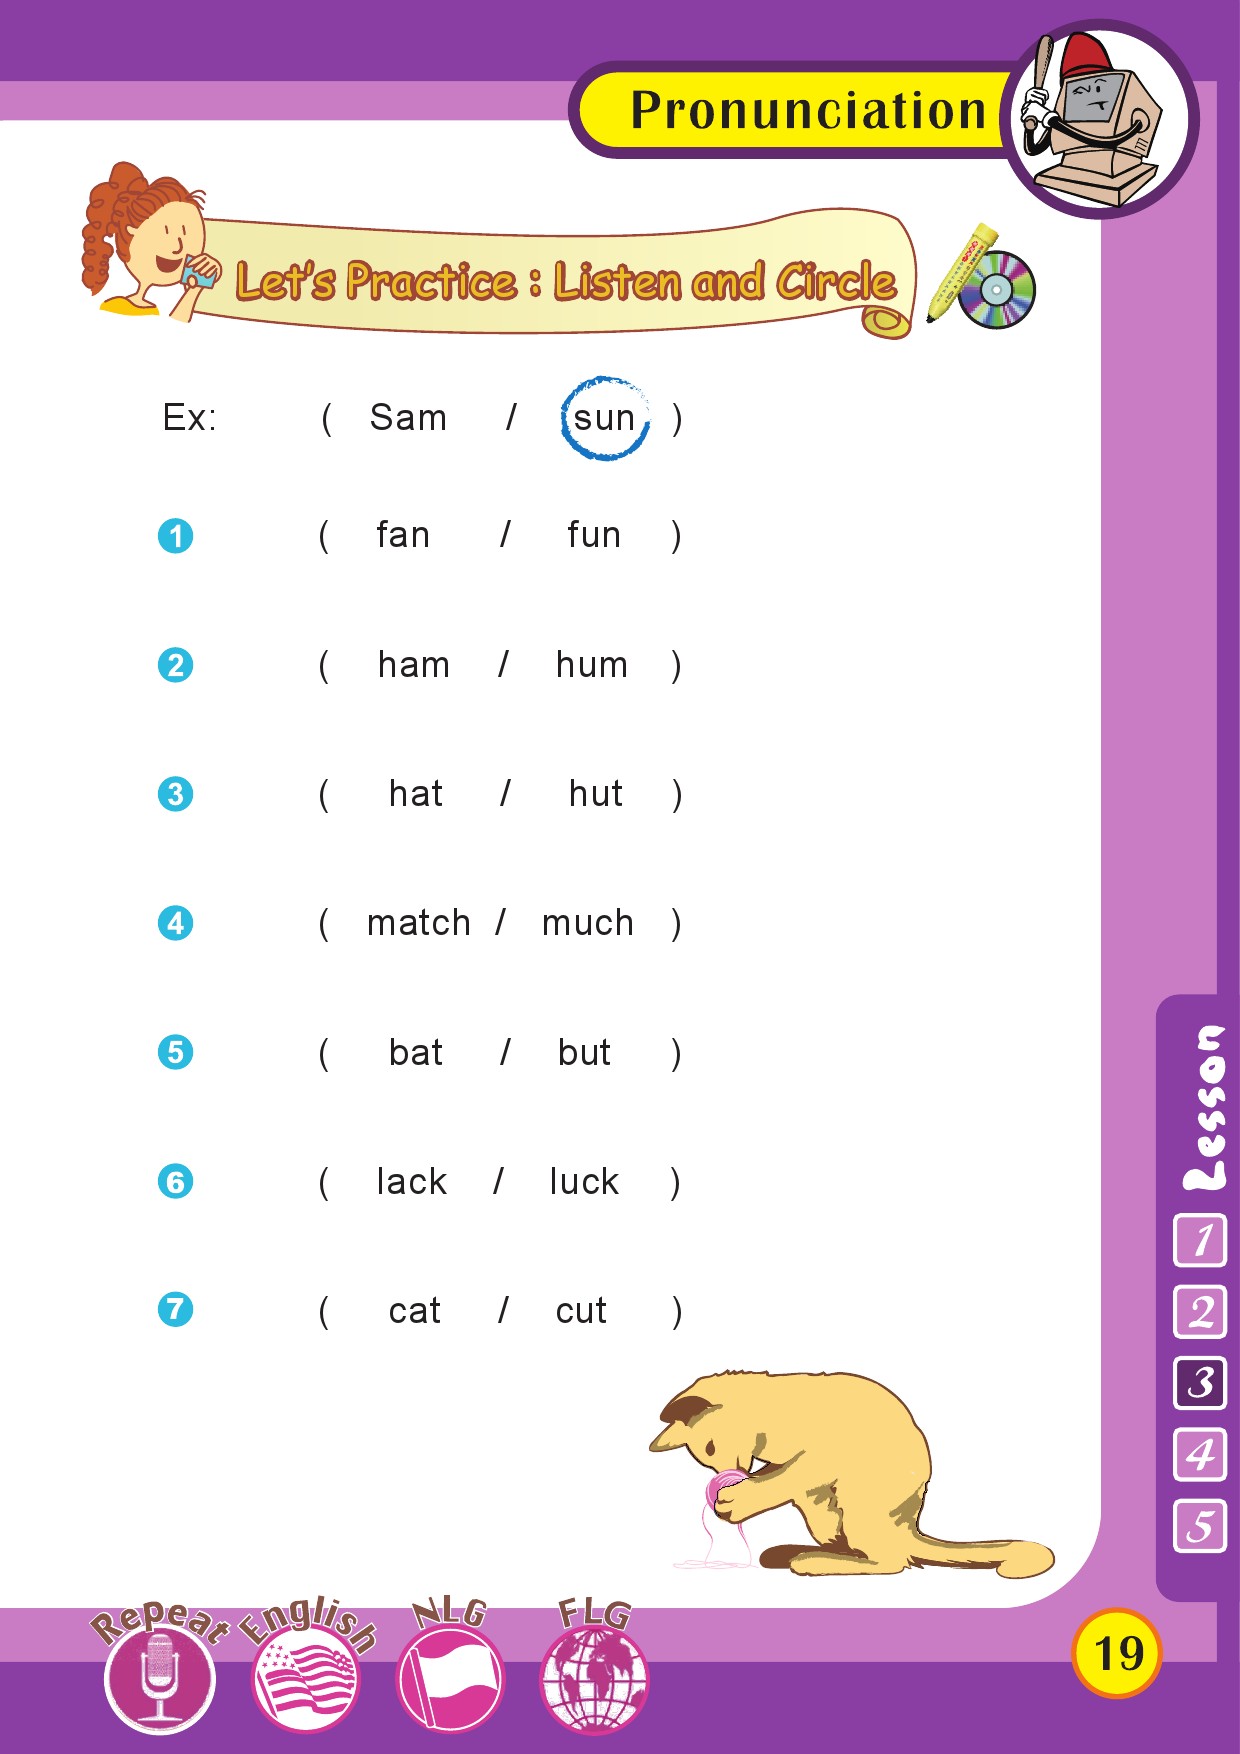 Pronunciation
Let's Practice : Listen and Circle
Ex: ( Sam / sun )
1 ( fan / fun )
2 ( ham / hum )
3 ( hat / hut )
4 ( match / much )
5 ( bat / but )
6 ( lack / luck )
7 ( cat / cut )
Lesson
1
2
3
4
5
Repeat English NLG FLG
19